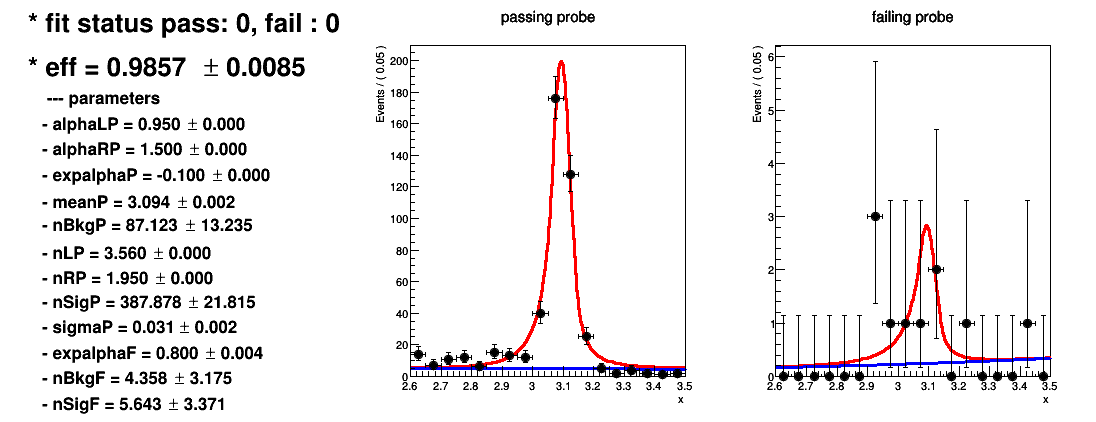 * fit status pass: 0, fail : 0
* eff = 0.9857 ± 0.0085
--- parameters
- alphaLP = 0.950 ± 0.000
- alphaRP = 1.500 ± 0.000
- expalphaP = -0.100 ± 0.000
- meanP = 3.094 ± 0.002
- nBkgP = 87.123 ± 13.235
- nLP = 3.560 ± 0.000
- nRP = 1.950 ± 0.000
- nSigP = 387.878 ± 21.815
- sigmaP = 0.031 ± 0.002
- expalphaF = 0.800 ± 0.004
- nBkgF = 4.358 ± 3.175
- nSigF = 5.643 ± 3.371
passing probe
Events / ( 0.05 )
200
180
160
140
120
100
80
60
40
20
0
2.6 2.7 2.8 2.9 3 3.1 3.2 3.3 3.4 3.5
x
failing probe
Events / ( 0.05 )
6
5
4
3
2
1
0
2.6 2.7 2.8 2.9 3 3.1 3.2 3.3 3.4 3.5
x